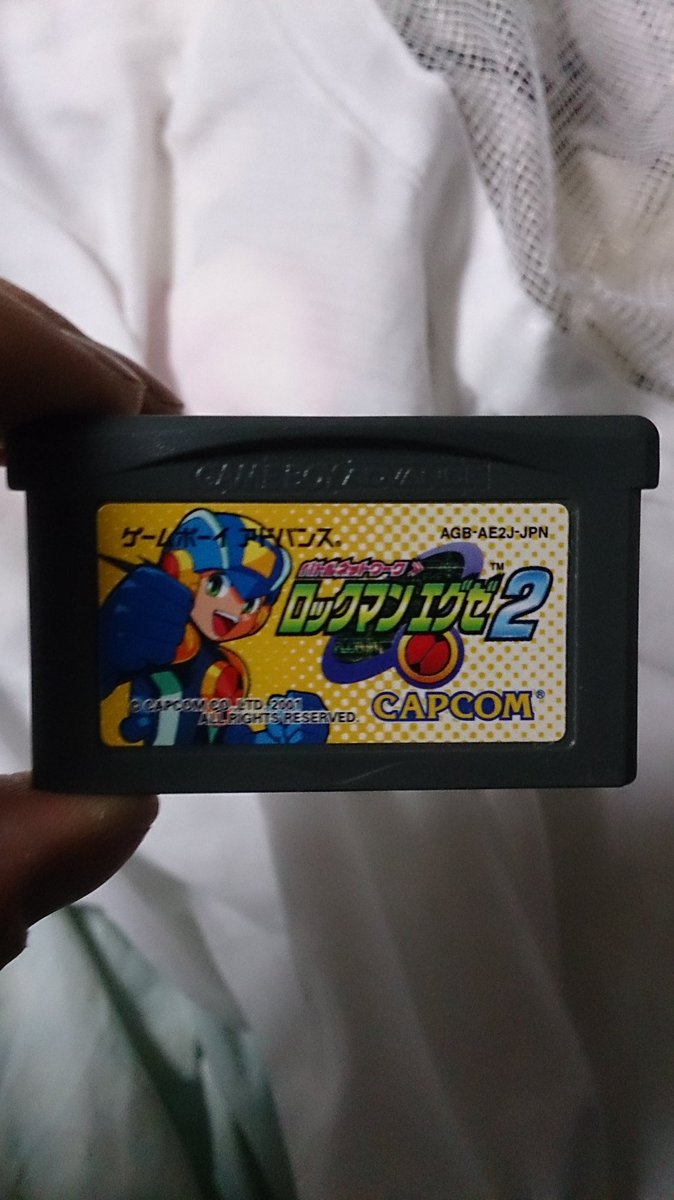 GAME BOY ADVANCE
ゲームボーイ アドバンス®
AGB-AE2J-JPN
バトルネットワーク
ロックマン エグゼ2™
© CAPCOM CO., LTD. 2001
ALL RIGHTS RESERVED.
CAPCOM®